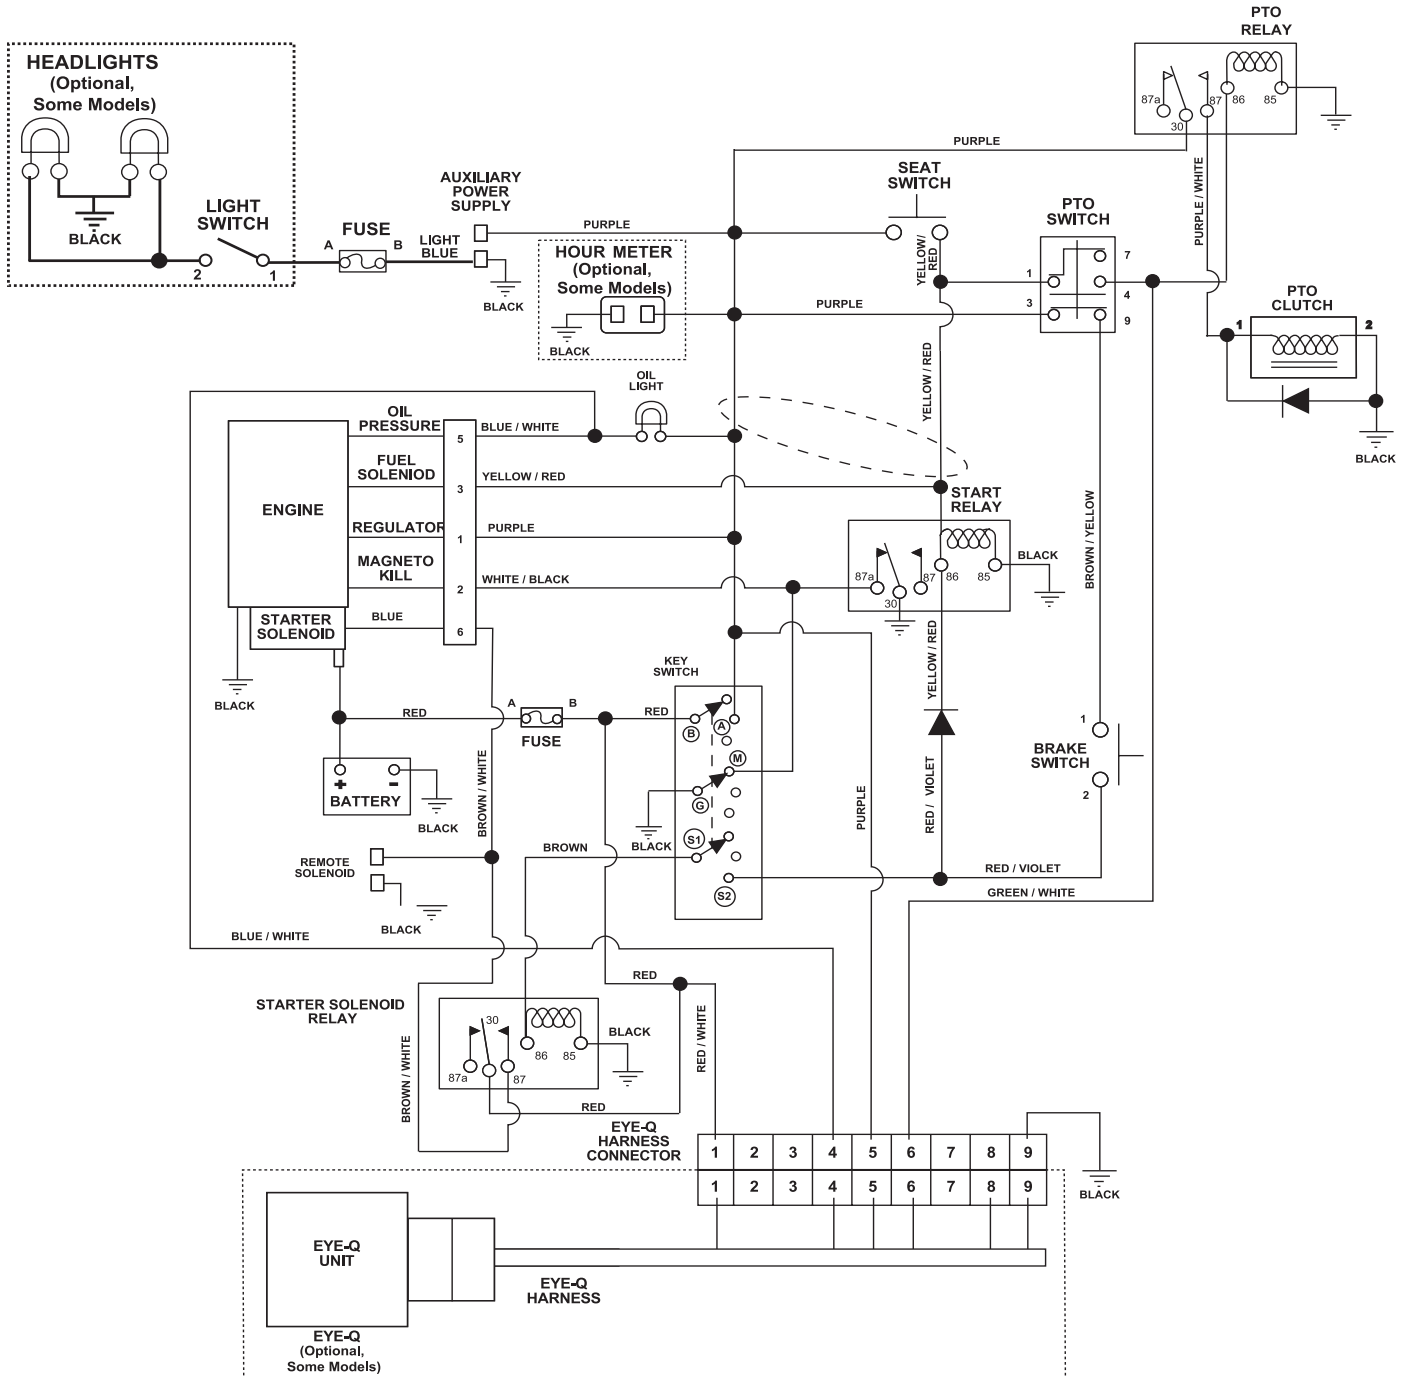 PTO
RELAY
87a
30
87
86
85
HEADLIGHTS
(Optional,
Some Models)
BLACK
LIGHT
SWITCH
2
1
A
FUSE
B
LIGHT
BLUE
AUXILIARY
POWER
SUPPLY
BLACK
PURPLE
PURPLE
SEAT
SWITCH
YELLOW/
RED
PTO
SWITCH
1
3
7
4
9
PURPLE / WHITE
PTO
CLUTCH
1
2
BLACK
HOUR METER
(Optional,
Some Models)
BLACK
PURPLE
YELLOW / RED
OIL
LIGHT
ENGINE
OIL
PRESSURE
5
BLUE / WHITE
FUEL
SOLENIOD
3
YELLOW / RED
REGULATOR
1
PURPLE
MAGNETO
KILL
2
WHITE / BLACK
STARTER
SOLENOID
BLUE
6
BLACK
START
RELAY
87a
30
87
86
85
BLACK
BROWN / YELLOW
YELLOW / RED
KEY
SWITCH
RED
A
B
FUSE
RED
B
A
M
G
S1
S2
BLACK
BATTERY
+
-
BLACK
BROWN / WHITE
BROWN
PURPLE
RED / VIOLET
1
BRAKE
SWITCH
2
REMOTE
SOLENOID
BLACK
RED / VIOLET
GREEN / WHITE
BLUE / WHITE
RED
STARTER SOLENOID
RELAY
30
87a
87
86
85
BLACK
BROWN / WHITE
RED / WHITE
RED
EYE-Q
HARNESS
CONNECTOR
1 2 3 4 5 6 7 8 9
1 2 3 4 5 6 7 8 9
BLACK
EYE-Q
UNIT
EYE-Q
HARNESS
EYE-Q
(Optional,
Some Models)